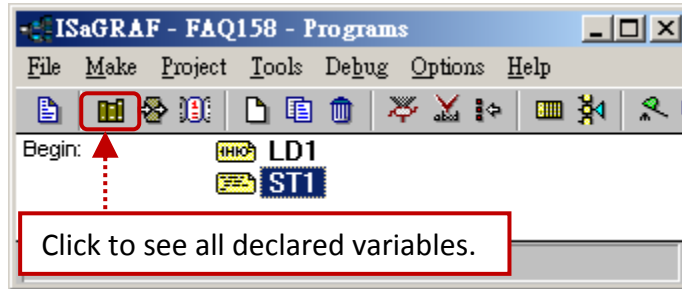 ISaGRAF - FAQ158 - Programs
File Make Project Tools Debug Options Help
Begin: LD1
ST1
Click to see all declared variables.